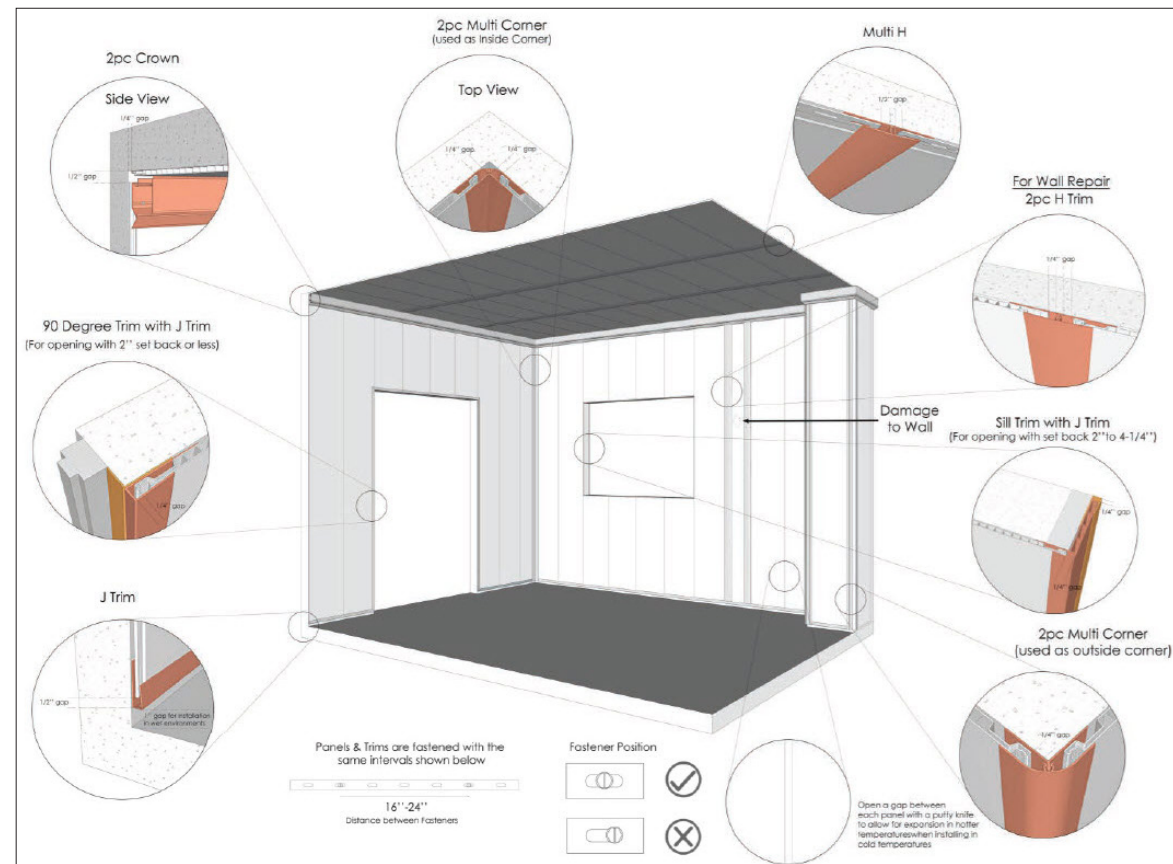 2pc Crown
Side View
1/4'' gap
1/2'' gap
2pc Multi Corner
(used as Inside Corner)
Top View
1/4'' gap
1/4'' gap
Multi H
1/2'' gap
For Wall Repair
2pc H Trim
1/4'' gap
90 Degree Trim with J Trim
(For opening with 2'' set back or less)
1/4'' gap
Damage
to Wall
Sill Trim with J Trim
(For opening with set back 2''to 4-1/4'')
1/4'' gap
1/4'' gap
J Trim
1/2'' gap
1'' gap for installation
in wet environments
2pc Multi Corner
(used as outside corner)
1/4'' gap
Panels & Trims are fastened with the
same intervals shown below
16''-24''
Distance between Fasteners
Fastener Position
Open a gap between
each panel with a putty knife
to allow for expansion in hotter
temperatureswhen installing in
cold temperatures